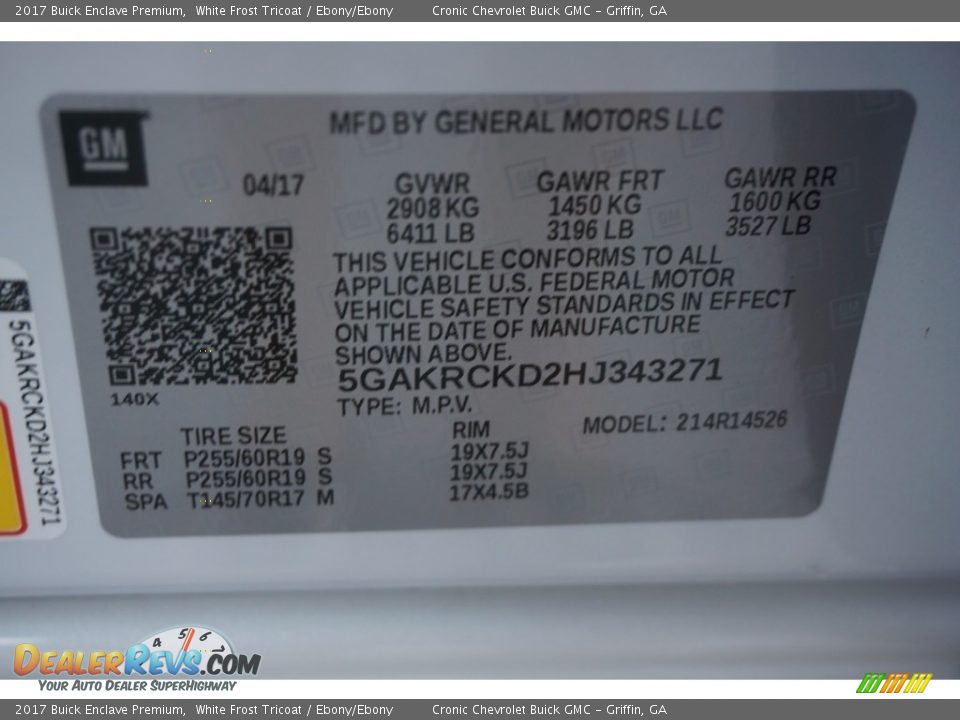 2017 Buick Enclave Premium, White Frost Tricoat / Ebony/Ebony Cronic Chevrolet Buick GMC - Griffin, GA
GM
MFD BY GENERAL MOTORS LLC
04/17 GVWR GAWR FRT GAWR RR
2908 KG 1450 KG 1600 KG
6411 LB 3196 LB 3527 LB
THIS VEHICLE CONFORMS TO ALL
APPLICABLE U.S. FEDERAL MOTOR
VEHICLE SAFETY STANDARDS IN EFFECT
ON THE DATE OF MANUFACTURE
SHOWN ABOVE.
5GAKRCKD2HJ343271
140X
TYPE: M.P.V. MODEL: 214R14526
TIRE SIZE RIM
FRT P255/60R19 S 19X7.5J
RR P255/60R19 S 19X7.5J
SPA T145/70R17 M 17X4.5B
5GAKRCKD2HJ343271
4 5 6 7
DealerRevs.com
Your Auto Dealer SuperHighway
2017 Buick Enclave Premium, White Frost Tricoat / Ebony/Ebony Cronic Chevrolet Buick GMC - Griffin, GA